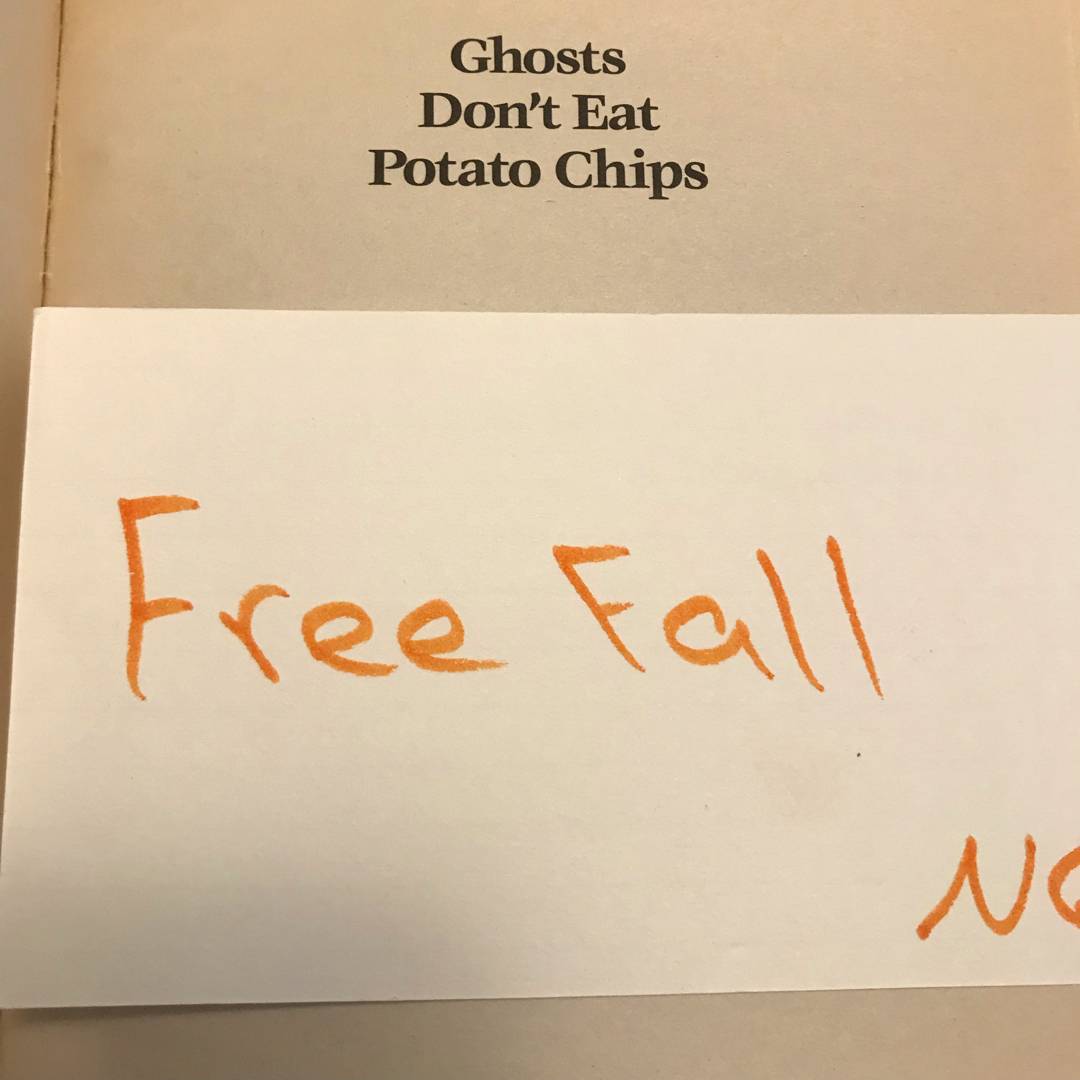 Ghosts
Don't Eat
Potato Chips
Free Fall